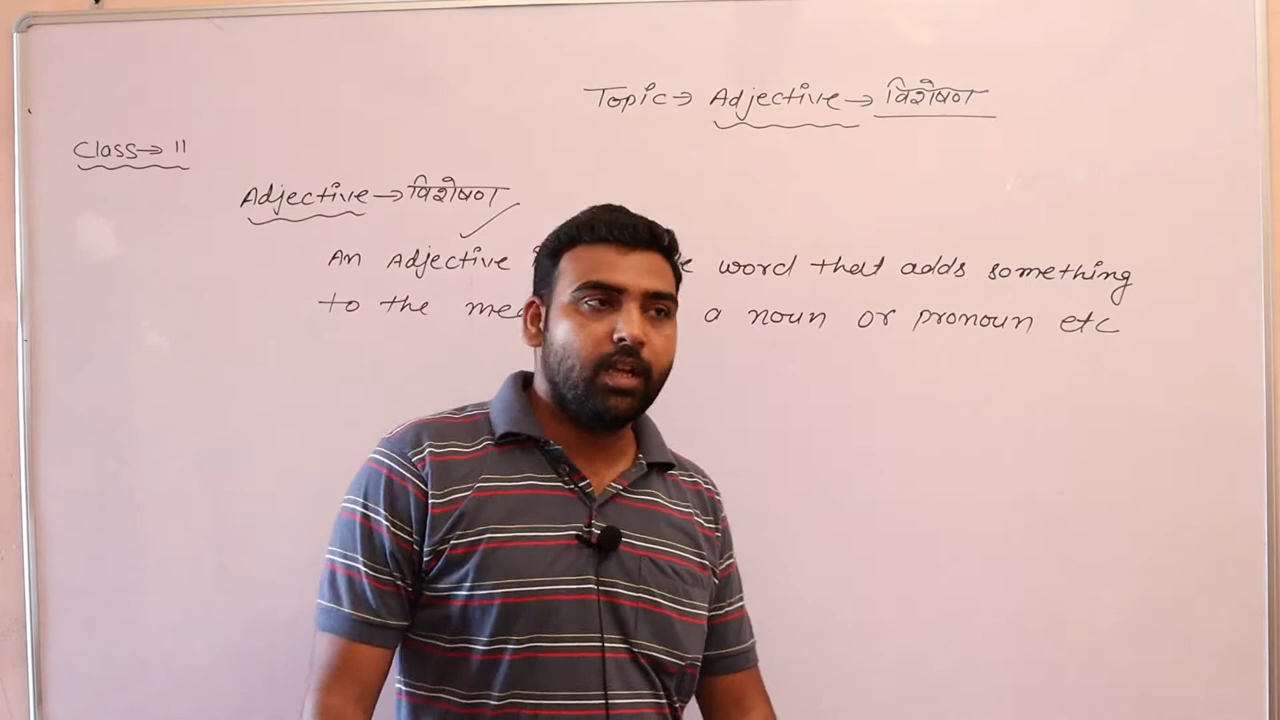 Topic → Adjective → विशेषण
Class → 11
Adjective → विशेषण
An Adjective word that adds something
to the a noun or pronoun etc